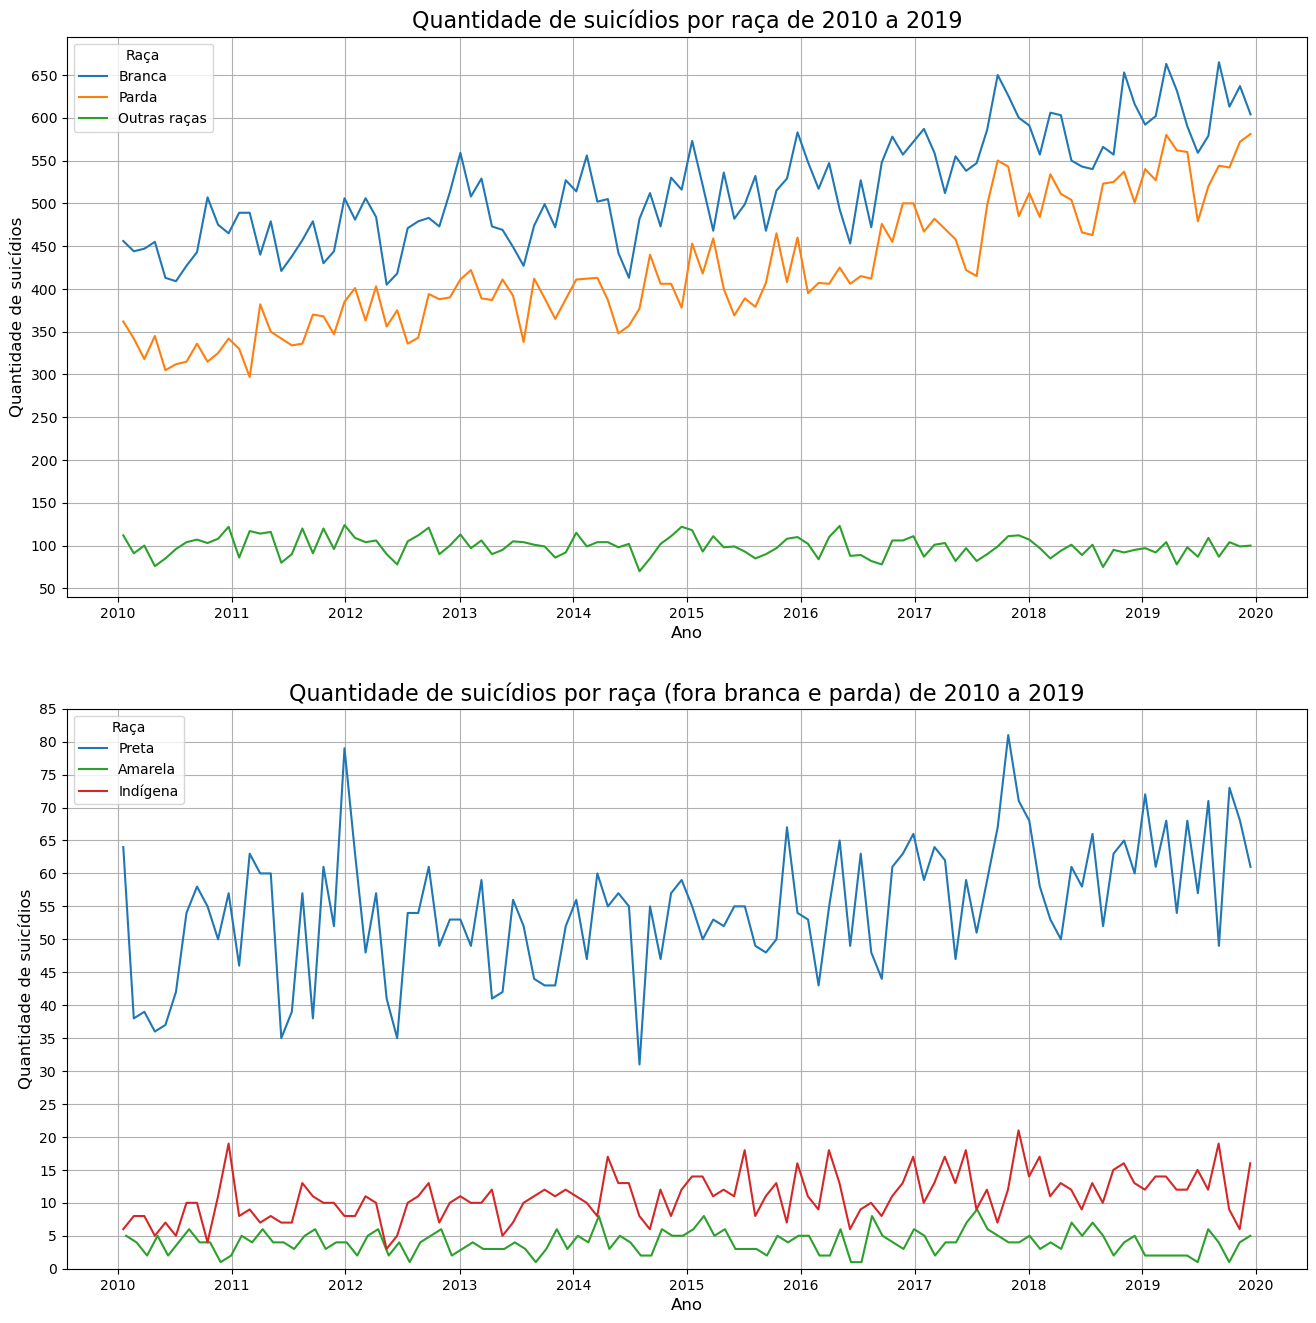 Quantidade de suicídios por raça de 2010 a 2019
Raça
Branca
Parda
Outras raças
650
600
550
500
450
400
350
300
250
200
150
100
50
Quantidade de suicídios
2010 2011 2012 2013 2014 2015 2016 2017 2018 2019 2020
Ano
Quantidade de suicídios por raça (fora branca e parda) de 2010 a 2019
Raça
Preta
Amarela
Indígena
85
80
75
70
65
60
55
50
45
40
35
30
25
20
15
10
5
0
Quantidade de suicídios
2010 2011 2012 2013 2014 2015 2016 2017 2018 2019 2020
Ano